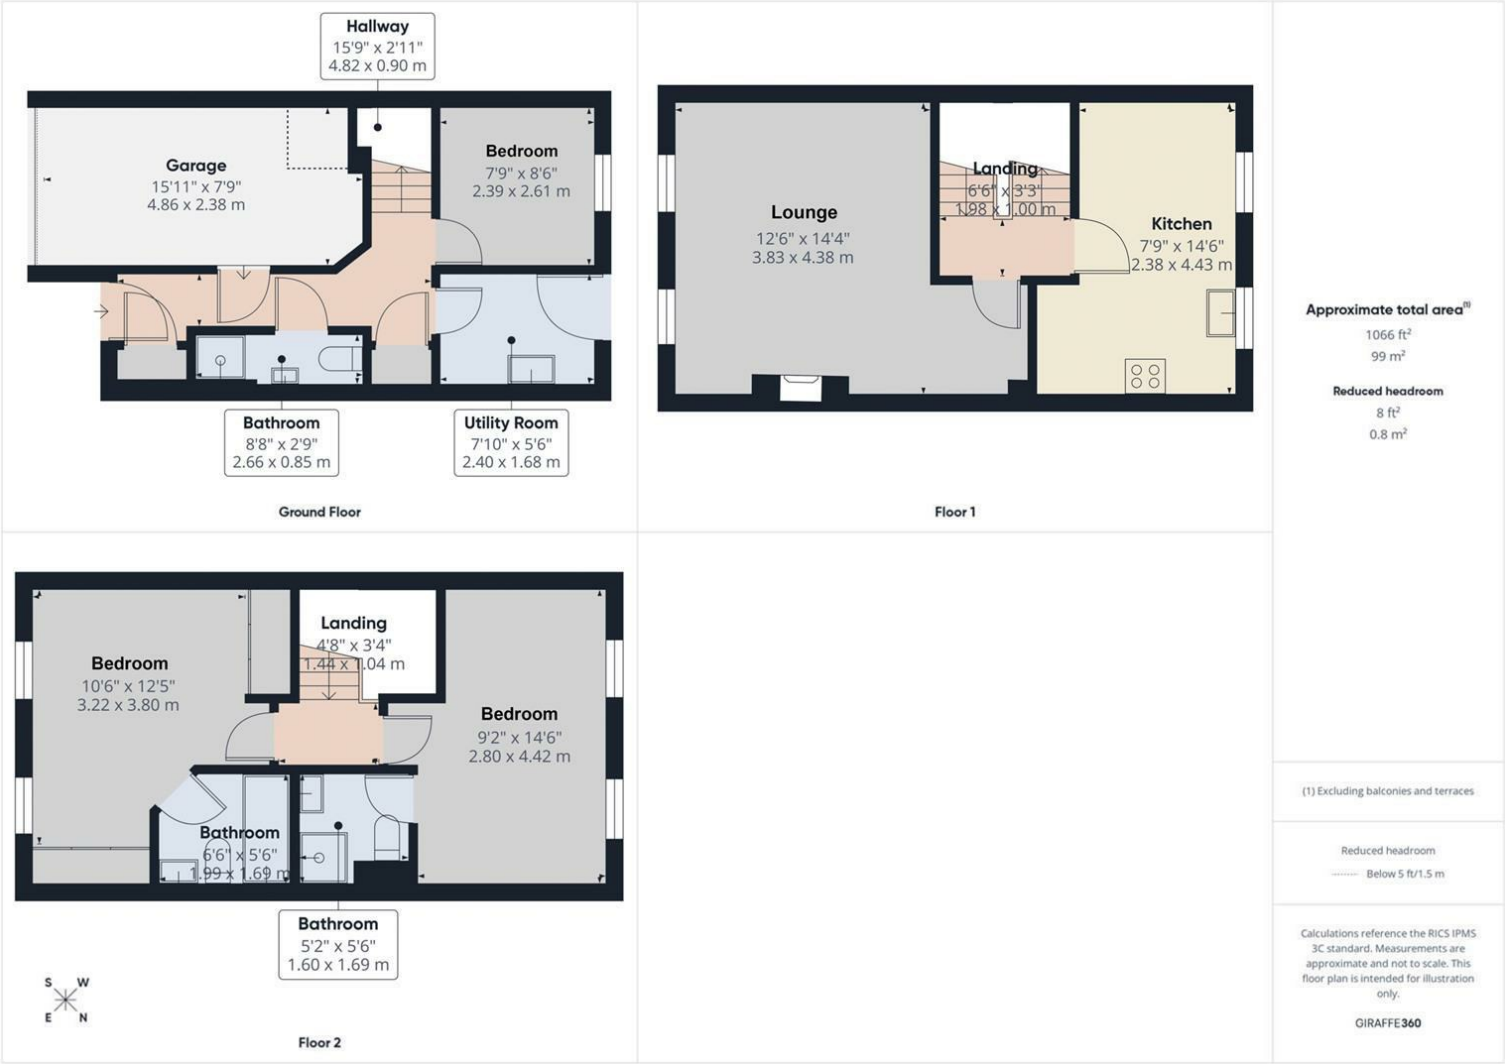 Hallway
15'9" x 2'11"
4.82 x 0.90 m
Garage
15'11" x 7'9"
4.86 x 2.38 m
Bedroom
7'9" x 8'6"
2.39 x 2.61 m
Bathroom
8'8" x 2'9"
2.66 x 0.85 m
Utility Room
7'10" x 5'6"
2.40 x 1.68 m
Ground Floor
Lounge
12'6" x 14'4"
3.83 x 4.38 m
Landing
6'6" x 3'3"
1.98 x 1.00 m
Kitchen
7'9" x 14'6"
2.38 x 4.43 m
Floor 1
Bedroom
10'6" x 12'5"
3.22 x 3.80 m
Landing
4'8" x 3'4"
1.44 x 1.04 m
Bedroom
9'2" x 14'6"
2.80 x 4.42 m
Bathroom
6'6" x 5'6"
1.99 x 1.69 m
Bathroom
5'2" x 5'6"
1.60 x 1.69 m
S W
E N
Floor 2
Approximate total area(1)
1066 ft²
99 m²
Reduced headroom
8 ft²
0.8 m²
(1) Excluding balconies and terraces
Reduced headroom
Below 5 ft/1.5 m
Calculations reference the RICS IPMS
3C standard. Measurements are
approximate and not to scale. This
floor plan is intended for illustration
only.
GIRAFFE360